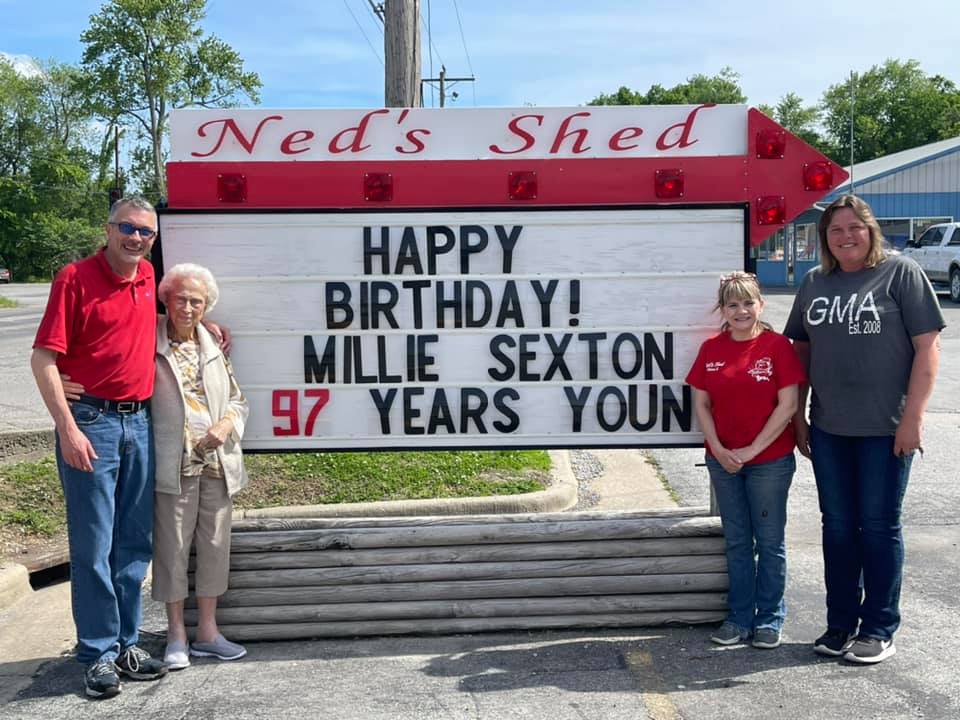 Ned's Shed
HAPPY
BIRTHDAY!
MILLIE SEXTON
97 YEARS YOUN
GMA
Est. 2008